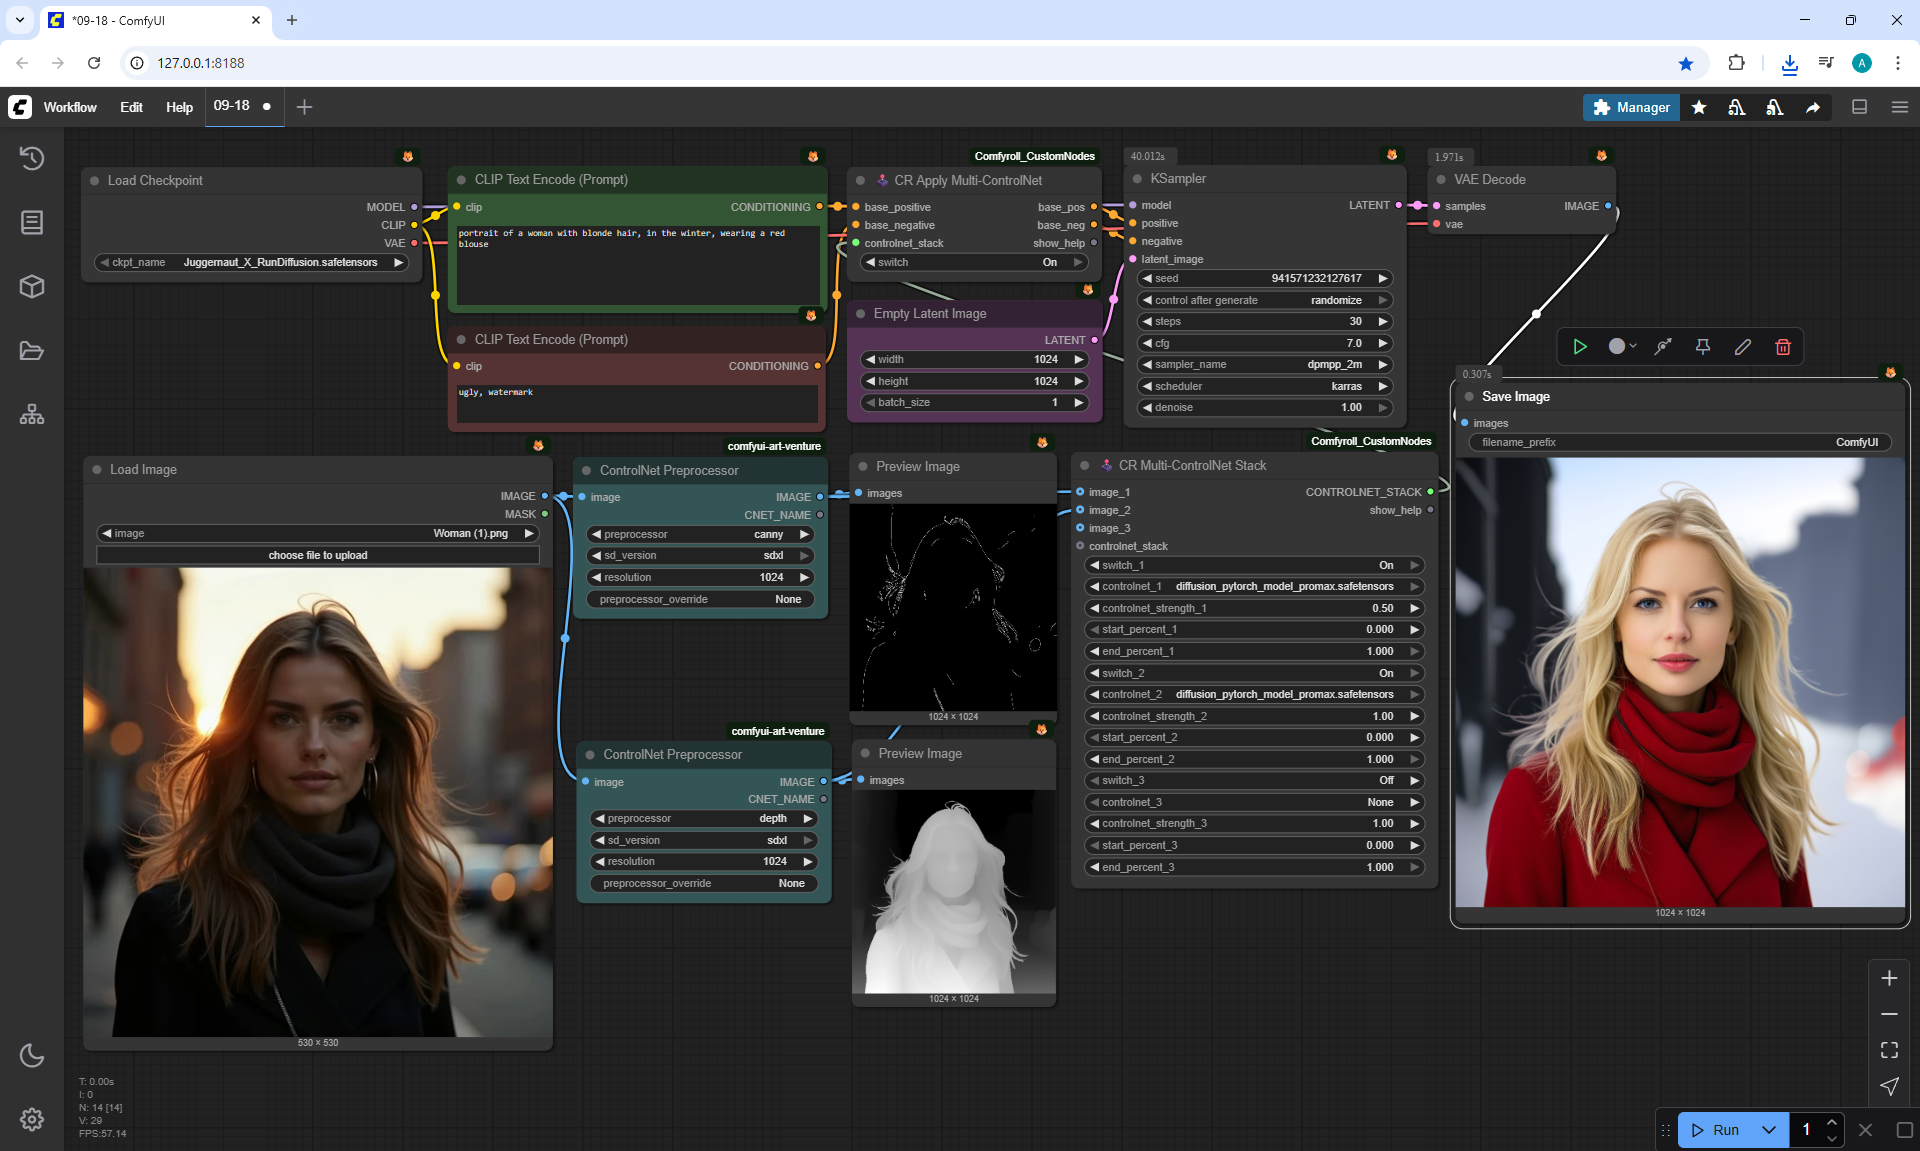 *09-18 - ComfyUI
127.0.0.1:8188
A
Workflow
Edit
Help
09-18
Manager
Load Checkpoint
MODEL
CLIP
VAE
ckpt_name Juggernaut_X_RunDiffusion.safetensors
CLIP Text Encode (Prompt)
clip CONDITIONING
portrait of a woman with blonde hair, in the winter, wearing a red
blouse
CLIP Text Encode (Prompt)
clip CONDITIONING
ugly, watermark
Comfyroll_CustomNodes
CR Apply Multi-ControlNet
base_positive base_pos
base_negative base_neg
controlnet_stack show_help
switch On
Empty Latent Image
LATENT
width 1024
height 1024
batch_size 1
40.012s
KSampler
model LATENT
positive
negative
latent_image
seed 941571232127617
control after generate randomize
steps 30
cfg 7.0
sampler_name dpmpp_2m
scheduler karras
denoise 1.00
1.971s
VAE Decode
samples IMAGE
vae
0.307s
Save Image
images
filename_prefix ComfyUI
1024 × 1024
Load Image
IMAGE
MASK
image Woman (1).png
choose file to upload
530 × 530
comfyui-art-venture
ControlNet Preprocessor
image IMAGE
CNET_NAME
preprocessor canny
sd_version sdxl
resolution 1024
preprocessor_override None
Preview Image
images
1024 × 1024
comfyui-art-venture
ControlNet Preprocessor
image IMAGE
CNET_NAME
preprocessor depth
sd_version sdxl
resolution 1024
preprocessor_override None
Preview Image
images
1024 × 1024
Comfyroll_CustomNodes
CR Multi-ControlNet Stack
image_1 CONTROLNET_STACK
image_2 show_help
image_3
controlnet_stack
switch_1 On
controlnet_1 diffusion_pytorch_model_promax.safetensors
controlnet_strength_1 0.50
start_percent_1 0.000
end_percent_1 1.000
switch_2 On
controlnet_2 diffusion_pytorch_model_promax.safetensors
controlnet_strength_2 1.00
start_percent_2 0.000
end_percent_2 1.000
switch_3 Off
controlnet_3 None
controlnet_strength_3 1.00
start_percent_3 0.000
end_percent_3 1.000
T: 0.00s
I: 0
N: 14 [14]
V: 29
FPS:57.14
Run
1